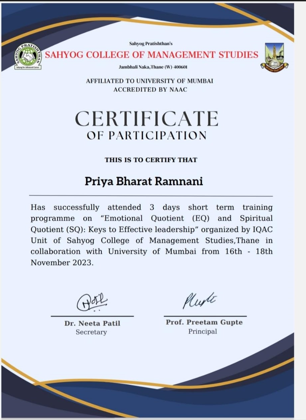 Sahyog Pratishthan's
SAHYOG COLLEGE OF MANAGEMENT STUDIES
Jambhali Naka,Thane (W) 400601
AFFILIATED TO UNIVERSITY OF MUMBAI
ACCREDITED BY NAAC
CERTIFICATE
OF PARTICIPATION
THIS IS TO CERTIFY THAT
Priya Bharat Ramnani
Has successfully attended 3 days short term training
programme on “Emotional Quotient (EQ) and Spiritual
Quotient (SQ): Keys to Effective leadership” organized by IQAC
Unit of Sahyog College of Management Studies,Thane in
collaboration with University of Mumbai from 16th - 18th
November 2023.
Dr. Neeta Patil
Secretary
Prof. Preetam Gupte
Principal